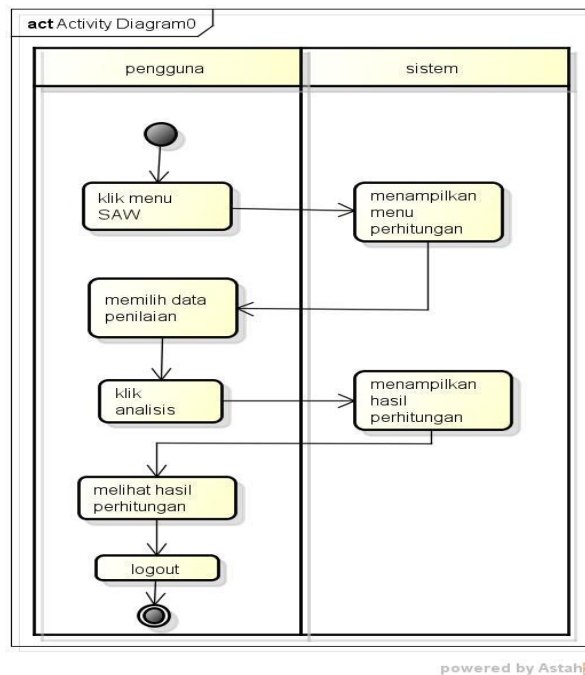 act Activity Diagram0
pengguna
sistem
klik menu
SAW
menampilkan
menu
perhitungan
memilih data
penilaian
klik
analisis
menampilkan
hasil
perhitungan
melihat hasil
perhitungan
logout
powered by Astah